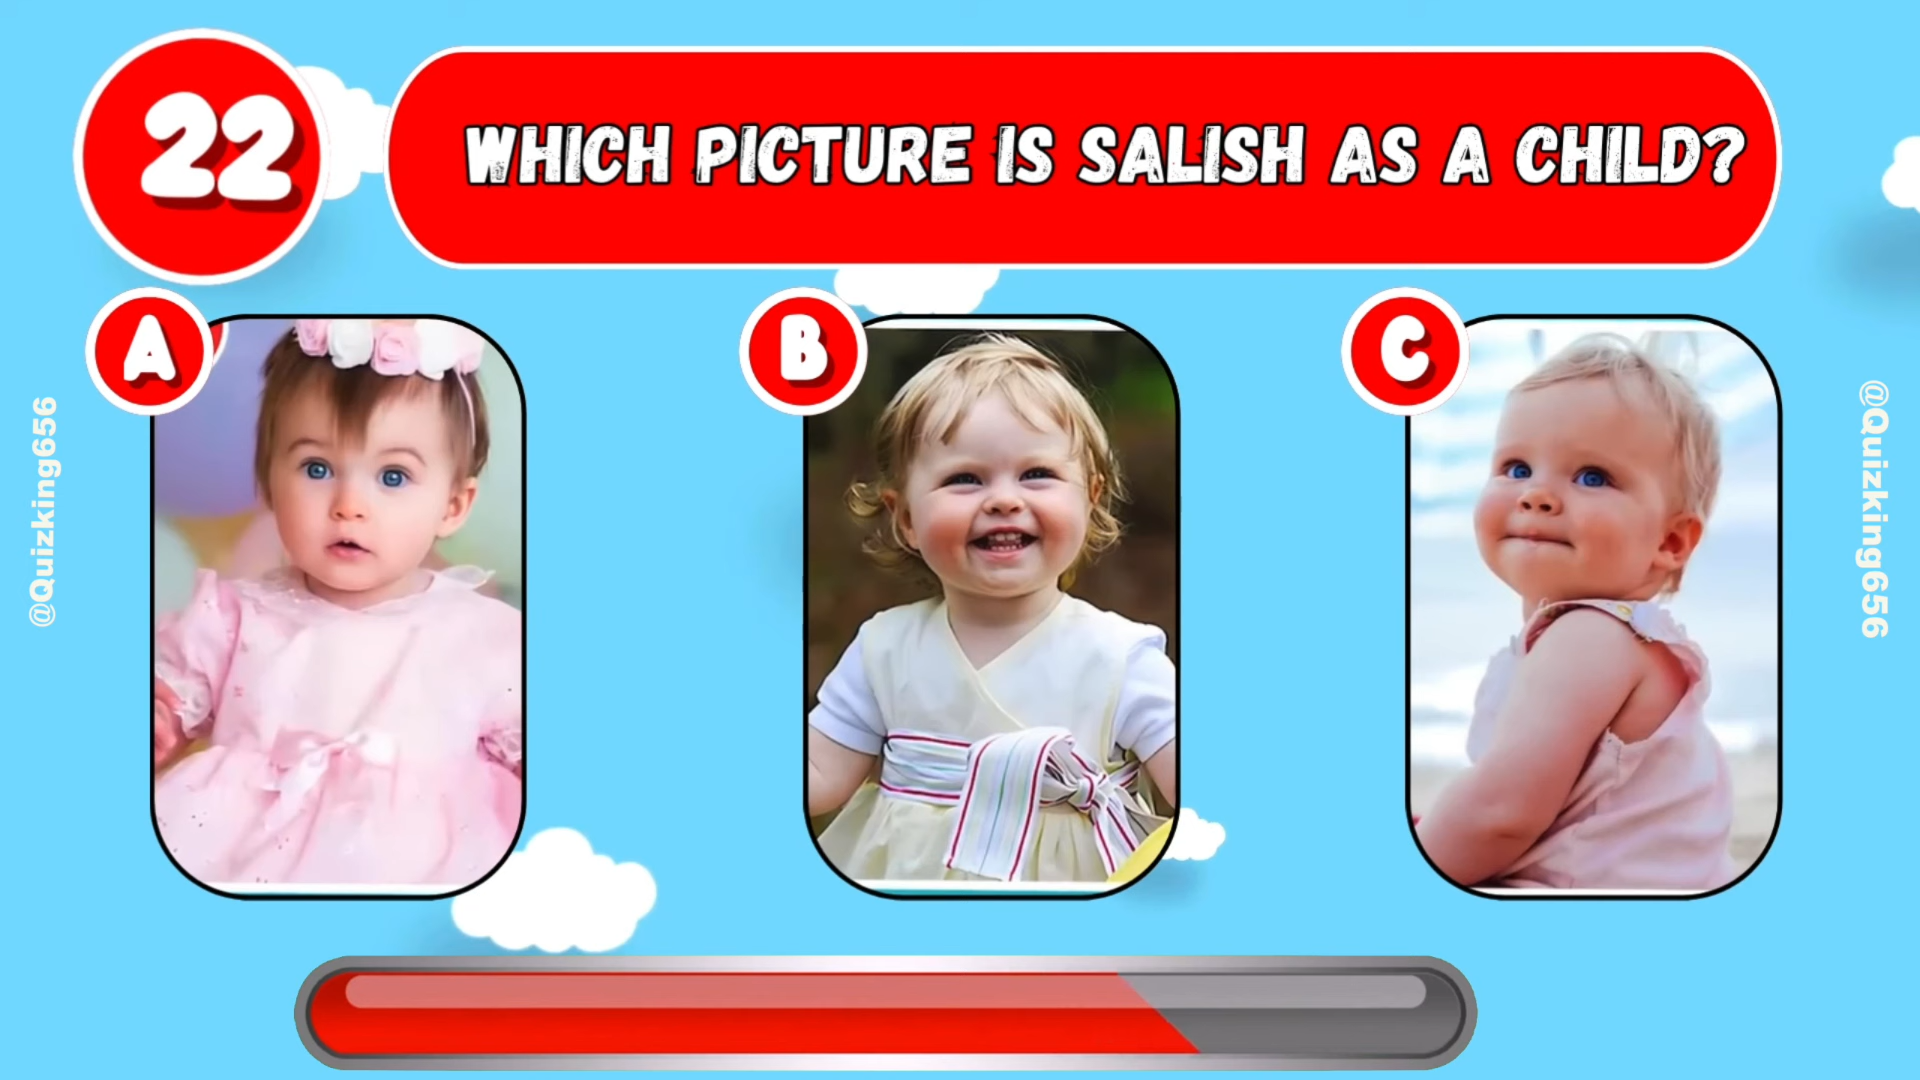 22
WHICH PICTURE IS SALISH AS A CHILD?
A
B
C
@Quizking656
@Quizking656